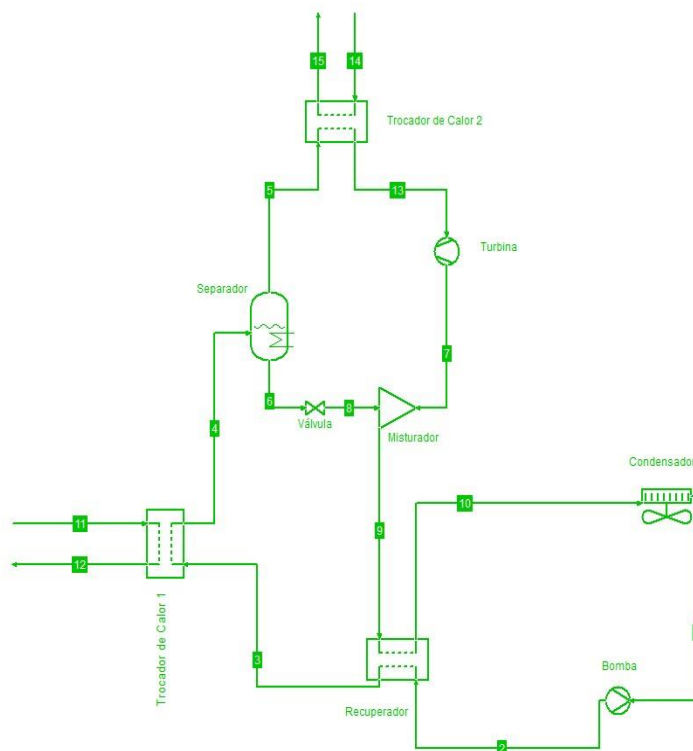 15
14
Trocador de Calor 2
5
13
Turbina
Separador
7
6
8
Válvula
Misturador
4
Condensador
10
11
9
12
Trocador de Calor 1
3
Bomba
Recuperador
2